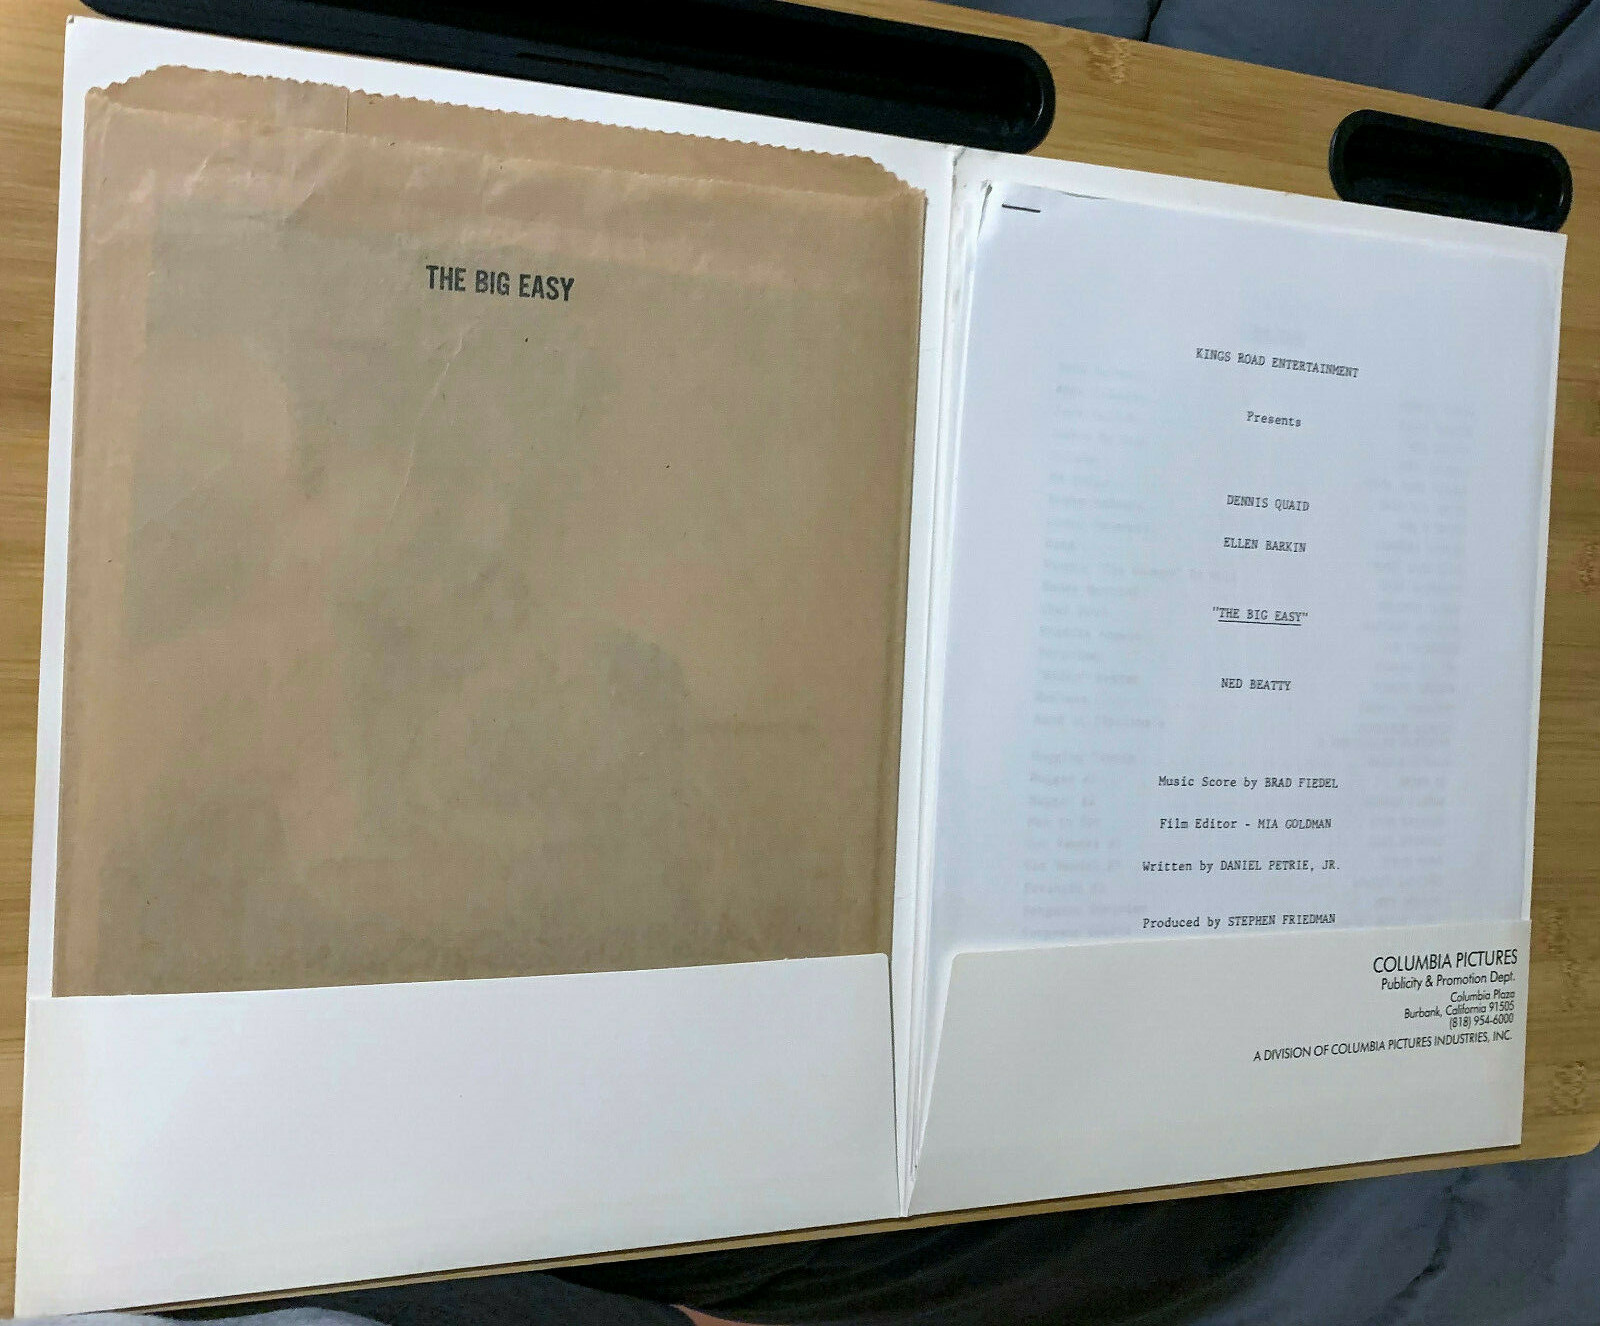 THE BIG EASY
KINGS ROAD ENTERTAINMENT
Presents
DENNIS QUAID
ELLEN BARKIN
"THE BIG EASY"
NED BEATTY
Music Score by BRAD FIEDEL
Film Editor - MIA GOLDMAN
Written by DANIEL PETRIE, JR.
Produced by STEPHEN FRIEDMAN
COLUMBIA PICTURES
Publicity & Promotion Dept.
Columbia Plaza
Burbank, California 91505
(818) 954-6000
A DIVISION OF COLUMBIA PICTURES INDUSTRIES, INC.